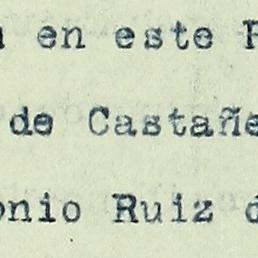 en este
de Castañe
onio Ruiz d